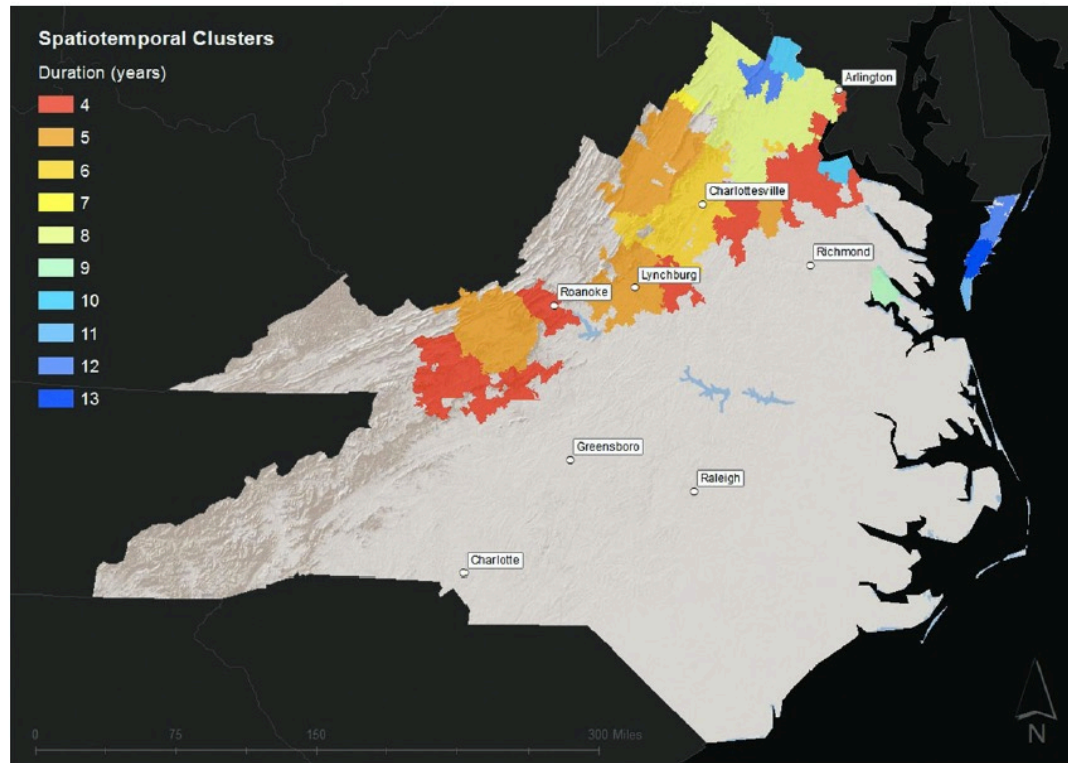 Spatiotemporal Clusters
Duration (years)
4
5
6
7
8
9
10
11
12
13
Arlington
Charlottesville
Richmond
Lynchburg
Roanoke
Greensboro
Raleigh
Charlotte
0 75 150 300 Miles
N